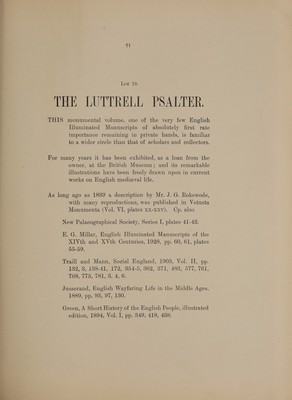 71
LOT TO
THE LUTTRELL PSALTER.
THIS monumental volume, one of the very few English
Illuminated Manuscripts of absolutely first rate
importance remaining in private hands, is familiar
to a wider circle than that of scholars and collectors.
For many years it has been exhibited, as a loan from the
owner, at the British Museum; and its remarkable
illustrations have been freely drawn upon in current
works on English mediæval life.
As long ago as 1839 a description by Mr. J. G. Rokewode,
with many reproductions, was published in Vetusta
Monumenta (Vol. VI, plates XX-XXV). Cp. also
New Palaeographical Society, Series I, plates 41-43.
E. G. Millar, English Illuminated Manuscripts of the
XIVth and XVth Centuries, 1928, pp. 60, 61, plates
55-59.
Traill and Mann, Social England, 1903, Vol. II, pp.
132, 3, 138-41, 172, 354-5, 362, 371, 493, 577, 761,
768, 773, 781, 3, 4, 6.
Jusserand, English Wayfaring Life in the Middle Ages.
1889, pp. 93, 97, 130.
Green, A Short History of the English People, illustrated
edition, 1894, Vol. I, pp. 349, 419, 430.